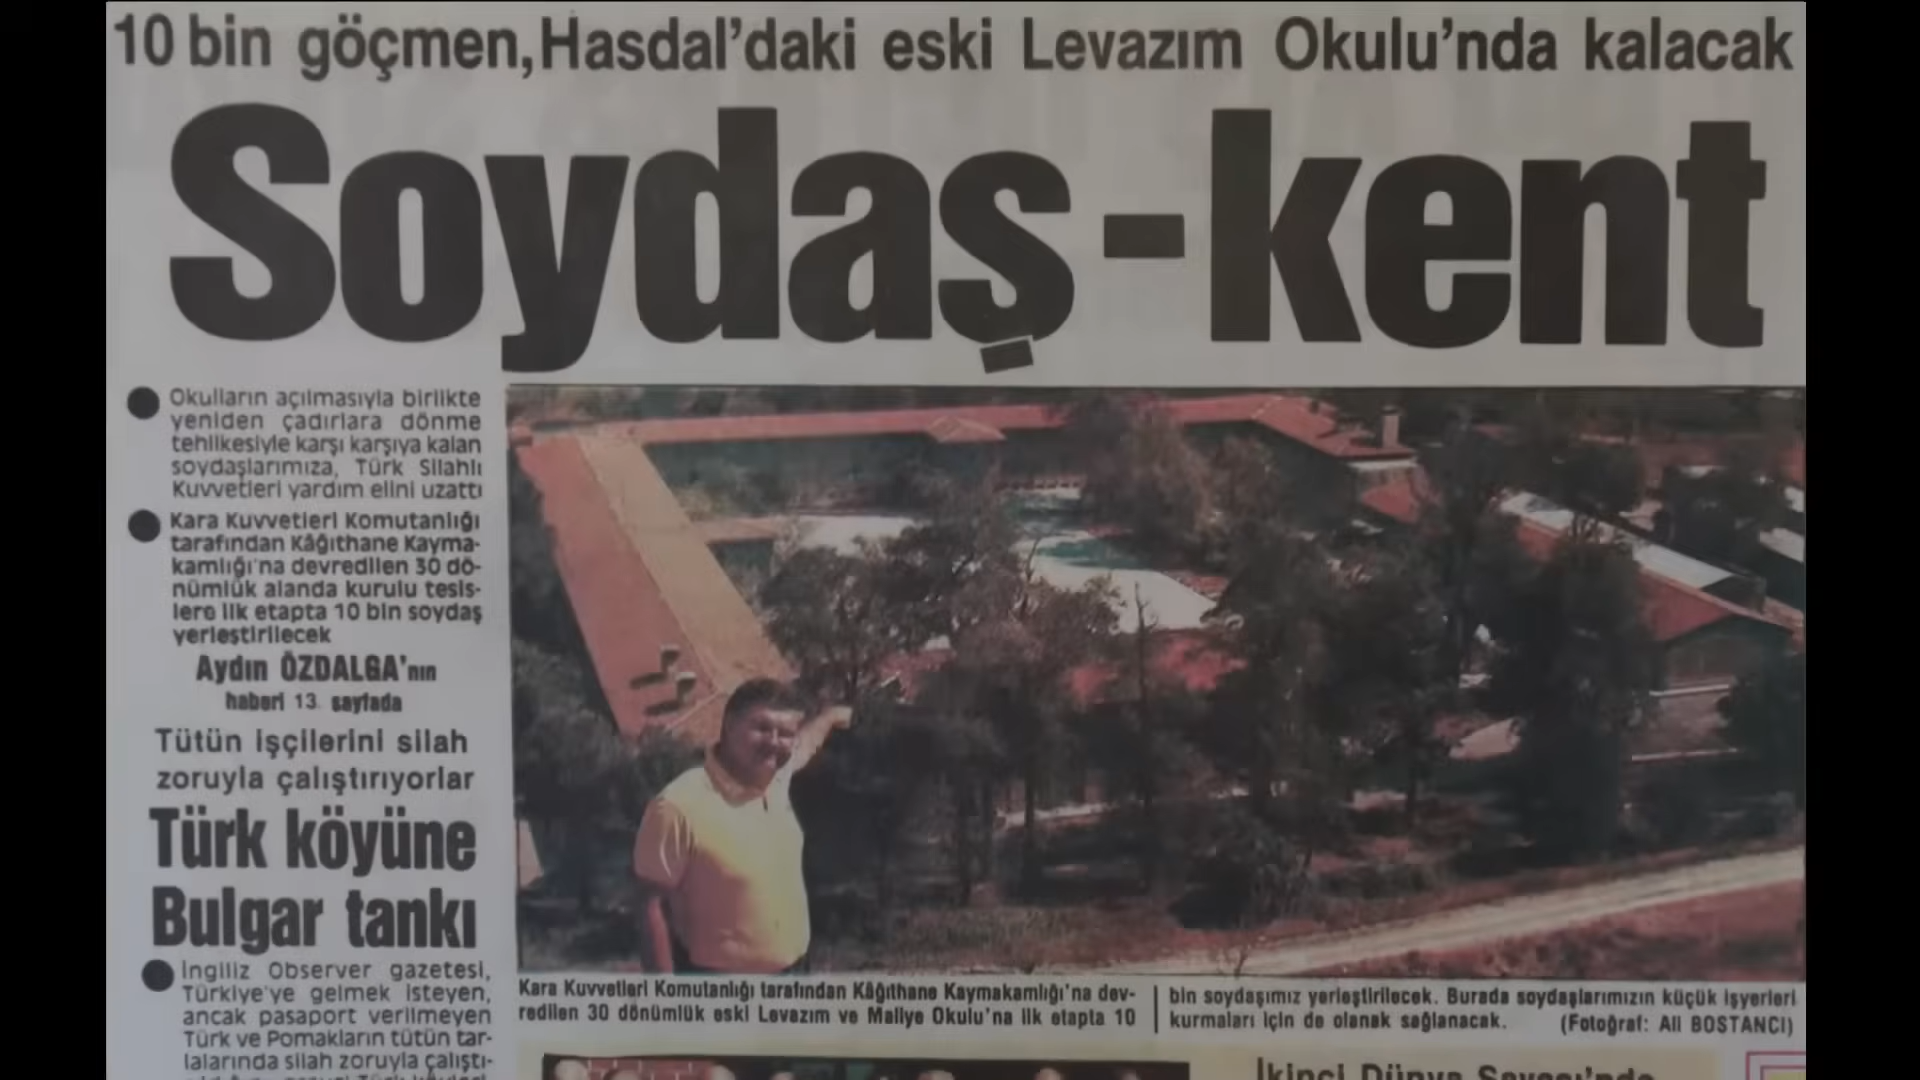 10 bin göçmen, Hasdal'daki eski Levazım Okulu'nda kalacak
Soydaş-kent
● Okulların açılmasıyla birlikte
yeniden çadırlara dönme
tehlikesiyle karşı karşıya kalan
soydaşlarımıza, Türk Silahlı
Kuvvetleri yardım elini uzattı
● Kara Kuvvetleri Komutanlığı
tarafından Kâğıthane Kayma-
kamlığı'na devredilen 30 dö-
nümlük alanda kurulu tesis-
lere ilk etapta 10 bin soydaş
yerleştirilecek
Aydın ÖZDALGA'nın
haberi 13. sayfada
Tütün işçilerini silah
zoruyla çalıştırıyorlar
Türk köyüne
Bulgar tankı
● İngiliz Observer gazetesi,
Türkiye'ye gelmek isteyen,
ancak pasaport verilmeyen
Türk ve Pomakların tütün tar-
lalarında silah zoruyla çalıştı-
Kara Kuvvetleri Komutanlığı tarafından Kâğıthane Kaymakamlığı'na dev-
redilen 30 dönümlük eski Levazım ve Maliye Okulu'na ilk etapta 10
bin soydaşımız yerleştirilecek. Burada soydaşlarımızın küçük işyerleri
kurmaları için de olanak sağlanacak. (Fotoğraf: Ali BOSTANCI)
İkinci Dünya Savaşı'nda